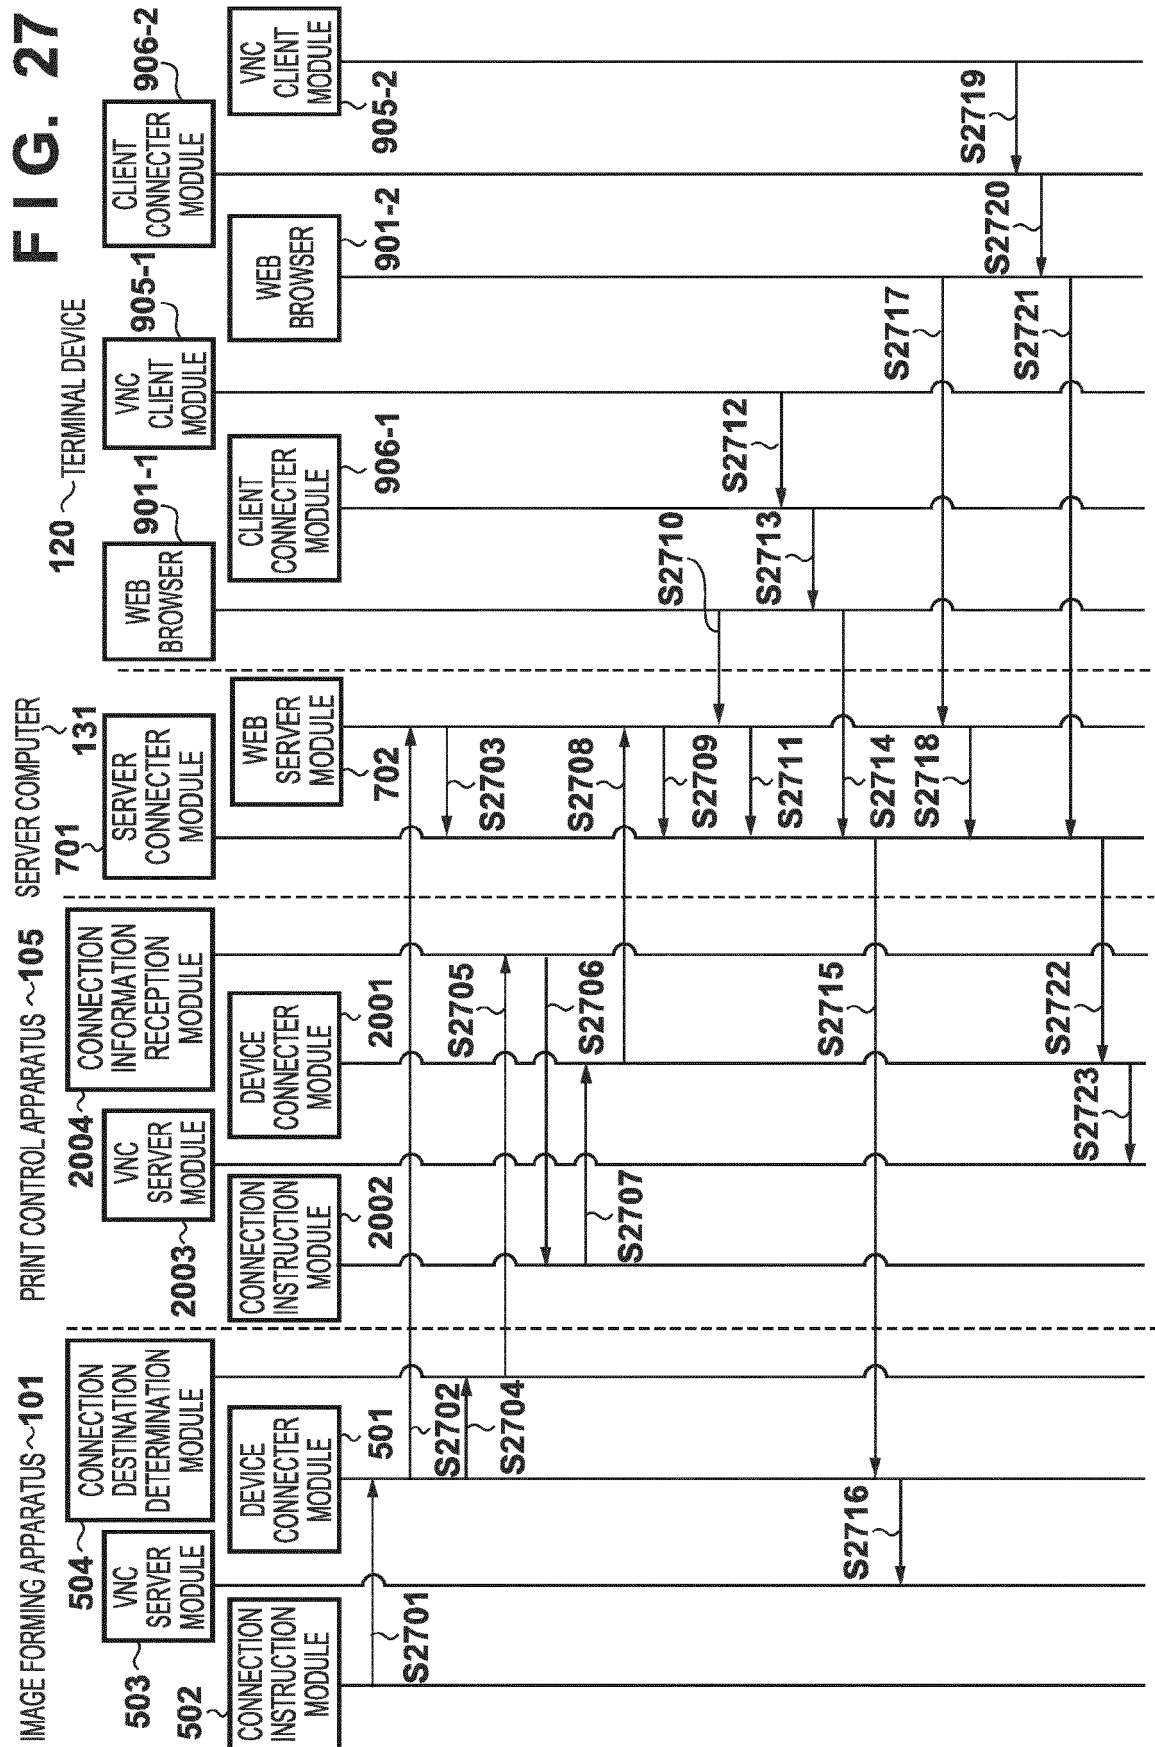 F I G. 27
IMAGE FORMING APPARATUS ~101
PRINT CONTROL APPARATUS ~105
SERVER COMPUTER
131
120
TERMINAL DEVICE
502
CONNECTION
INSTRUCTION
MODULE
503
VNC
SERVER
MODULE
504
CONNECTION
DESTINATION
DETERMINATION
MODULE
DEVICE
CONNECTER
MODULE
501
CONNECTION
INSTRUCTION
MODULE
2002
VNC
SERVER
MODULE
2003
2004
CONNECTION
INFORMATION
RECEPTION
MODULE
DEVICE
CONNECTER
MODULE
2001
701
SERVER
CONNECTER
MODULE
WEB
SERVER
MODULE
702
WEB
BROWSER
901-1
CLIENT
CONNECTER
MODULE
906-1
VNC
CLIENT
MODULE
905-1
WEB
BROWSER
901-2
CLIENT
CONNECTER
MODULE
906-2
VNC
CLIENT
MODULE
905-2
S2701
S2702
S2703
S2704
S2705
S2706
S2707
S2708
S2709
S2710
S2711
S2712
S2713
S2714
S2715
S2716
S2717
S2718
S2719
S2720
S2721
S2722
S2723